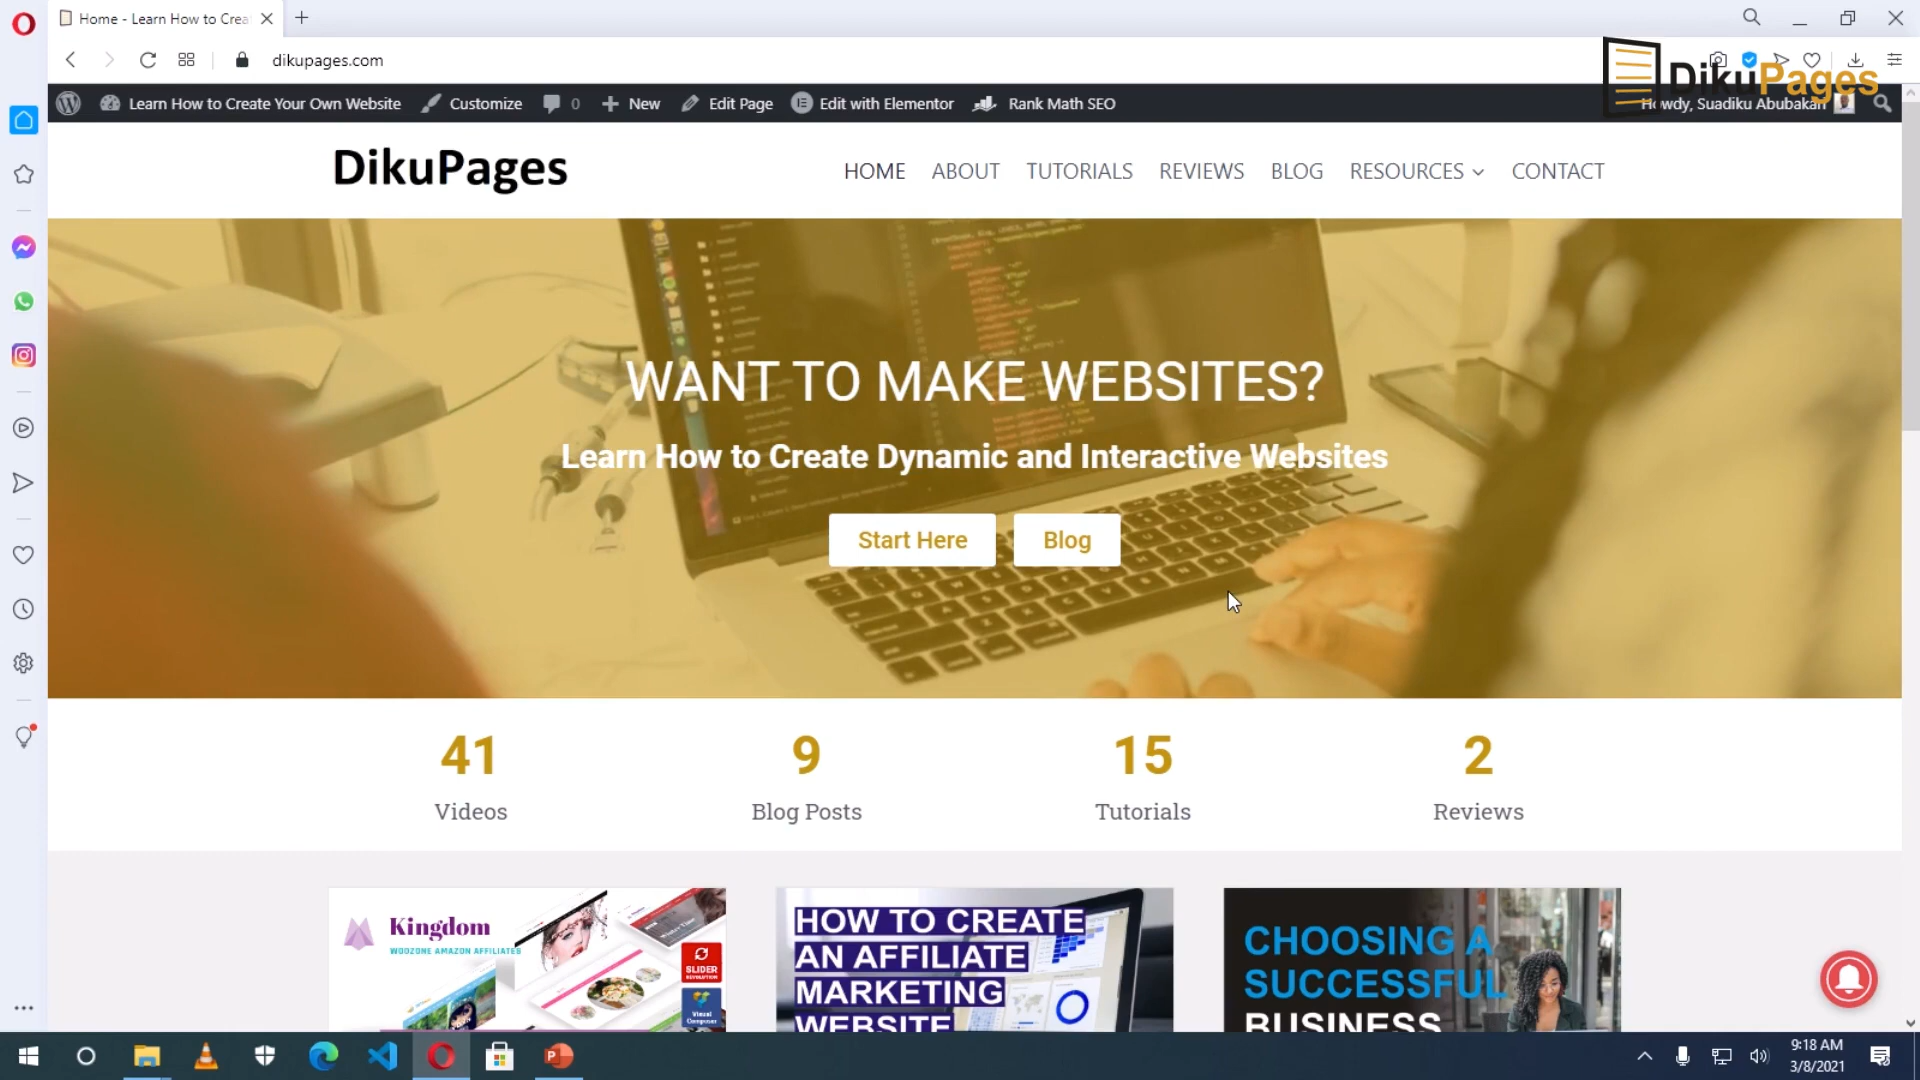 Home - Learn How to Crea
dikupages.com
DikuPages
Learn How to Create Your Own Website
Customize
0
New
Edit Page
Edit with Elementor
Rank Math SEO
Howdy, Suadiku Abubakari
DikuPages
HOME
ABOUT
TUTORIALS
REVIEWS
BLOG
RESOURCES
CONTACT
WANT TO MAKE WEBSITES?
Learn How to Create Dynamic and Interactive Websites
Start Here
Blog
41
9
15
2
Videos
Blog Posts
Tutorials
Reviews
Kingdom
WOOZONE AMAZON AFFILIATES
SLIDER
REVOLUTION
Visual
Composer
HOW TO CREATE
AN AFFILIATE
MARKETING
WEBSITE
CHOOSING A
SUCCESSFUL
BUSINESS
9:18 AM
3/8/2021